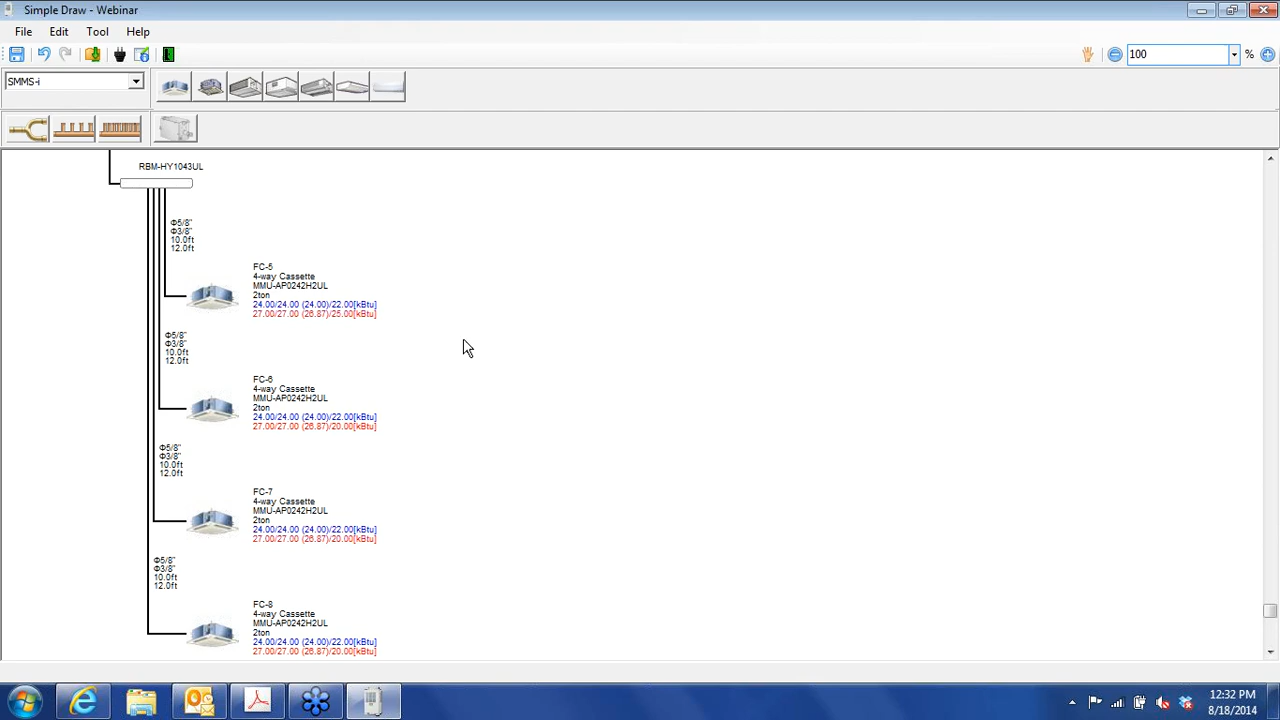 Simple Draw - Webinar
File Edit Tool Help
100 %
SMMS-i
RBM-HY1043UL
Φ5/8"
Φ3/8"
10.0ft
12.0ft
FC-5
4-way Cassette
MMU-AP0242H2UL
2ton
24.00/24.00 (24.00)/22.00[kBtu]
27.00/27.00 (26.87)/25.00[kBtu]
Φ5/8"
Φ3/8"
10.0ft
12.0ft
FC-6
4-way Cassette
MMU-AP0242H2UL
2ton
24.00/24.00 (24.00)/22.00[kBtu]
27.00/27.00 (26.87)/20.00[kBtu]
Φ5/8"
Φ3/8"
10.0ft
12.0ft
FC-7
4-way Cassette
MMU-AP0242H2UL
2ton
24.00/24.00 (24.00)/22.00[kBtu]
27.00/27.00 (26.87)/20.00[kBtu]
Φ5/8"
Φ3/8"
10.0ft
12.0ft
FC-8
4-way Cassette
MMU-AP0242H2UL
2ton
24.00/24.00 (24.00)/22.00[kBtu]
27.00/27.00 (26.87)/20.00[kBtu]
12:32 PM
8/18/2014